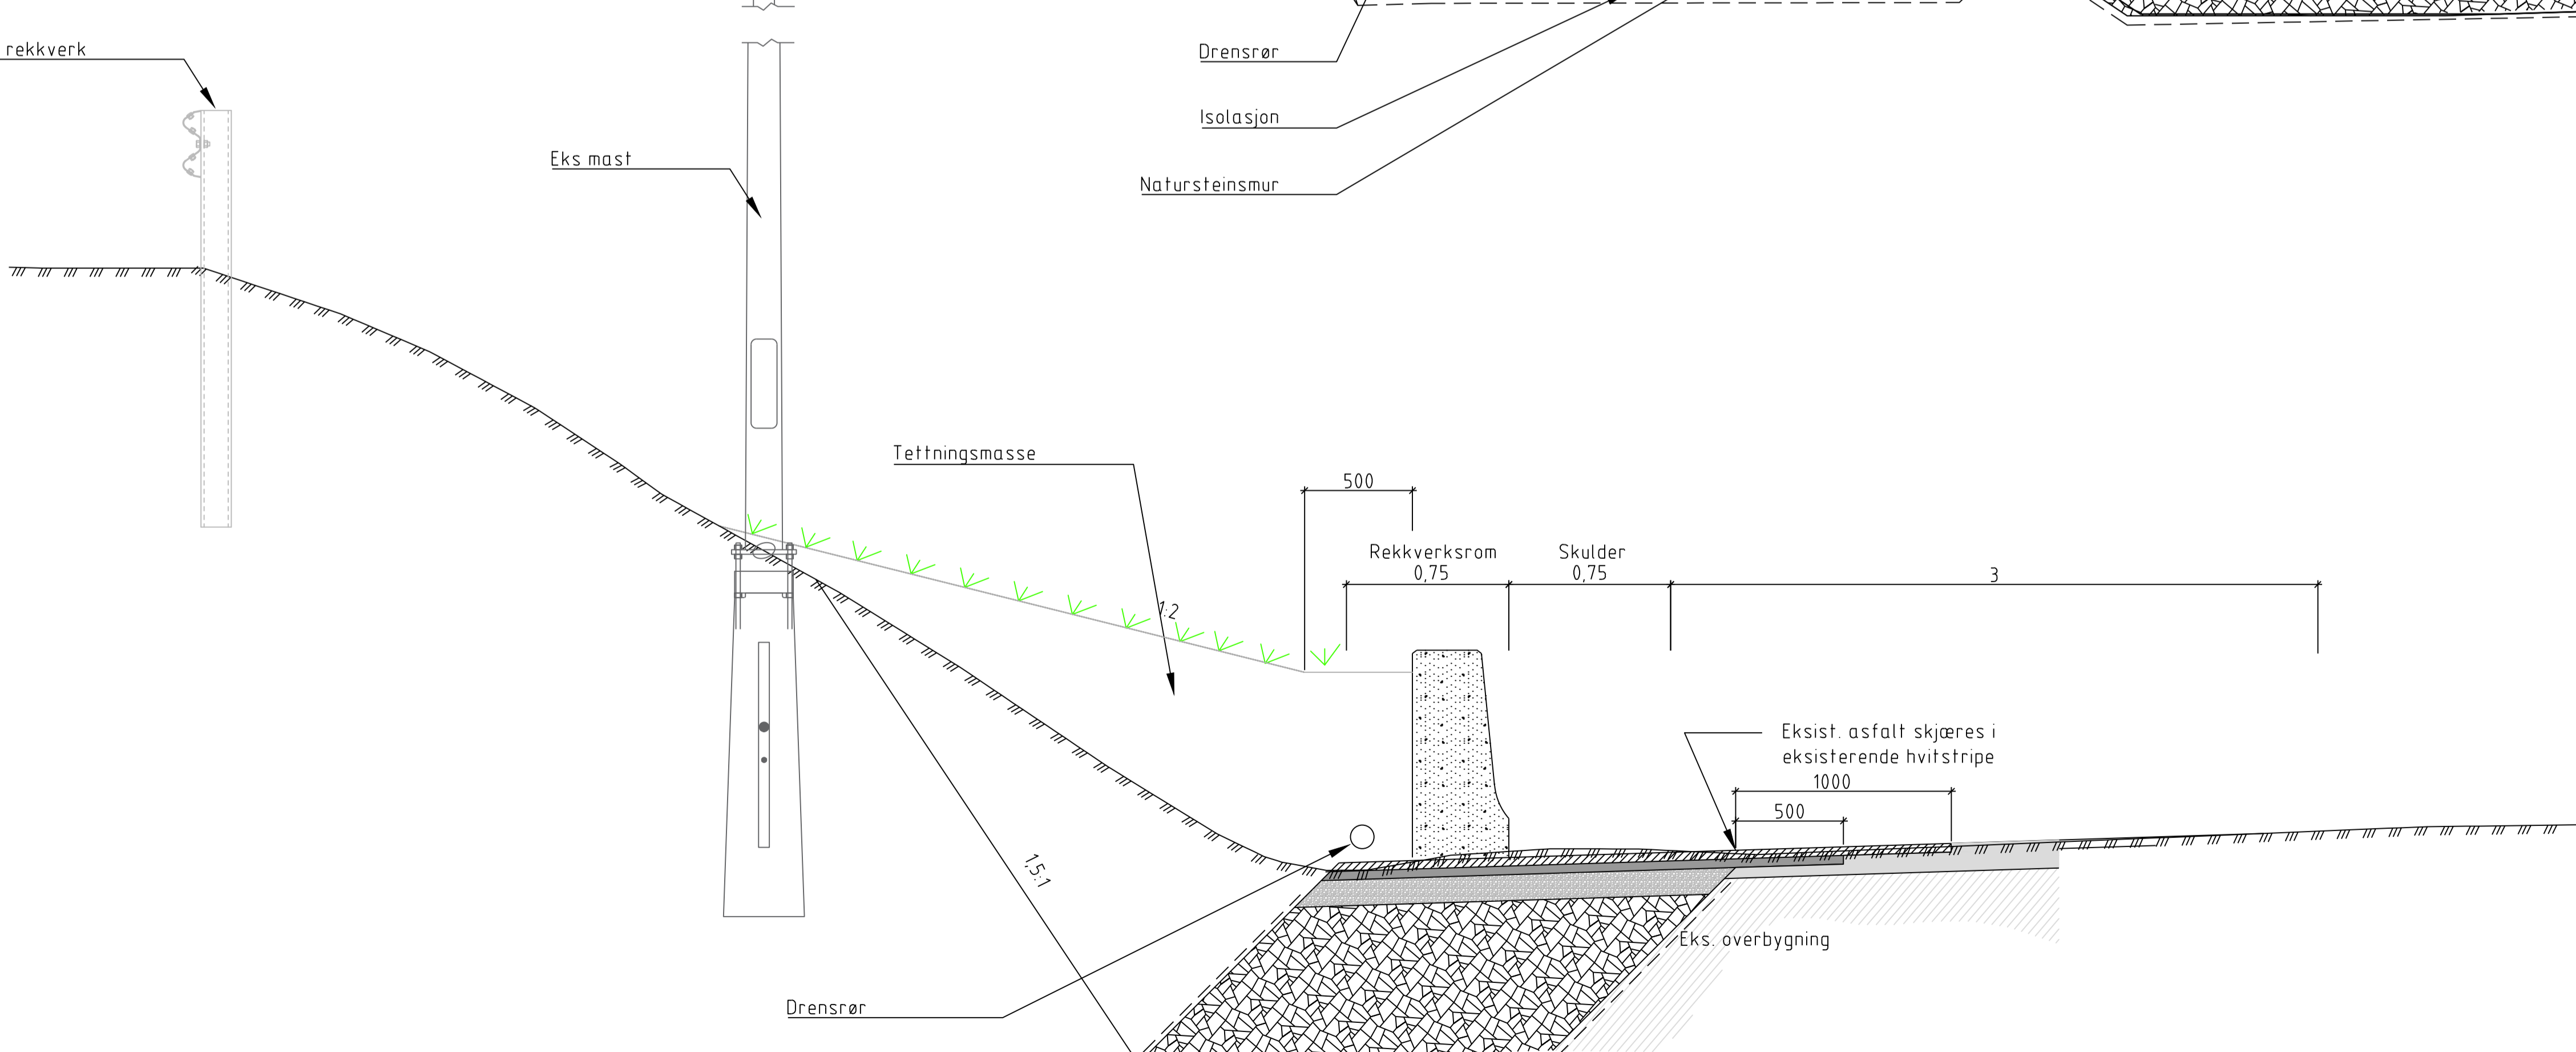 rekkverk
Drensrør
Isolasjon
Eks mast
Natursteinsmur
Tettningsmasse
500
Rekkverksrom
0,75
Skulder
0,75
3
1:2
Eksist. asfalt skjæres i
eksisterende hvitstripe
1000
500
1,5:1
Eks. overbygning
Drensrør